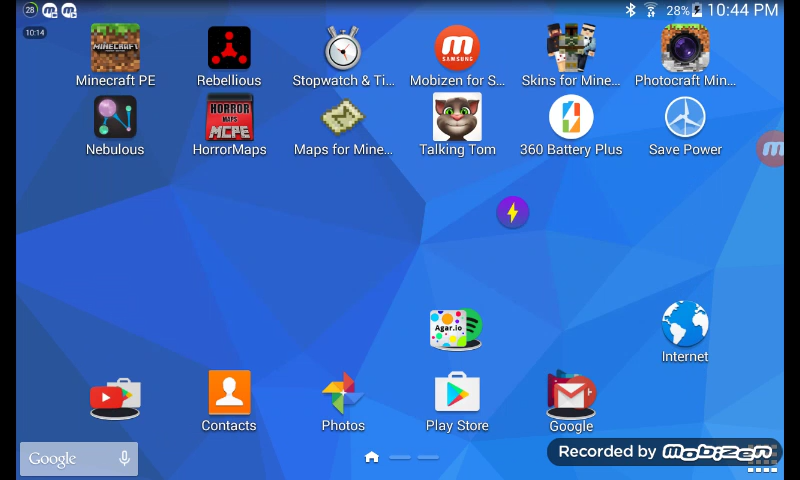 28 28% 10:44 PM
10:14
MINECRAFT
Minecraft PE Rebellious Stopwatch & Ti... Mobizen for S... Skins for Mine... Photocraft Min...
SAMSUNG
HORROR
MAPS
MCPE
Nebulous HorrorMaps Maps for Mine... Talking Tom 360 Battery Plus Save Power
Agar.io
Internet
Contacts Photos Play Store Google
Google
Recorded by MOBIZEN